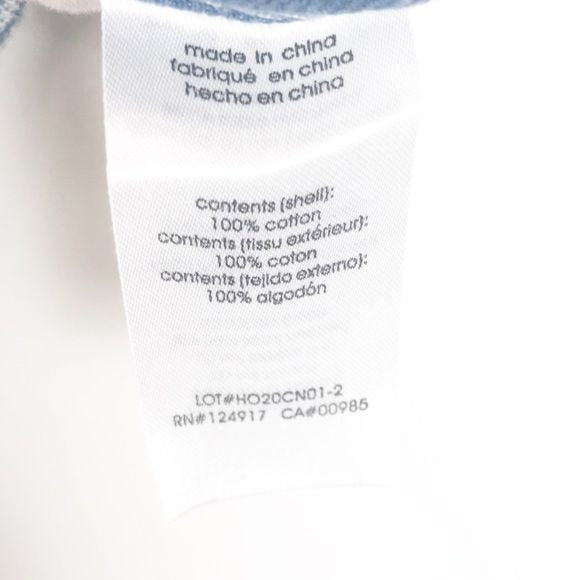 made in china
fabriqué en china
hecho en china
contents (shell):
100% cotton
contents (tissu extérieur):
100% coton
contents (tejido externo):
100% algodón
LOT#HO20CN01-2
RN#124917 CA#00985